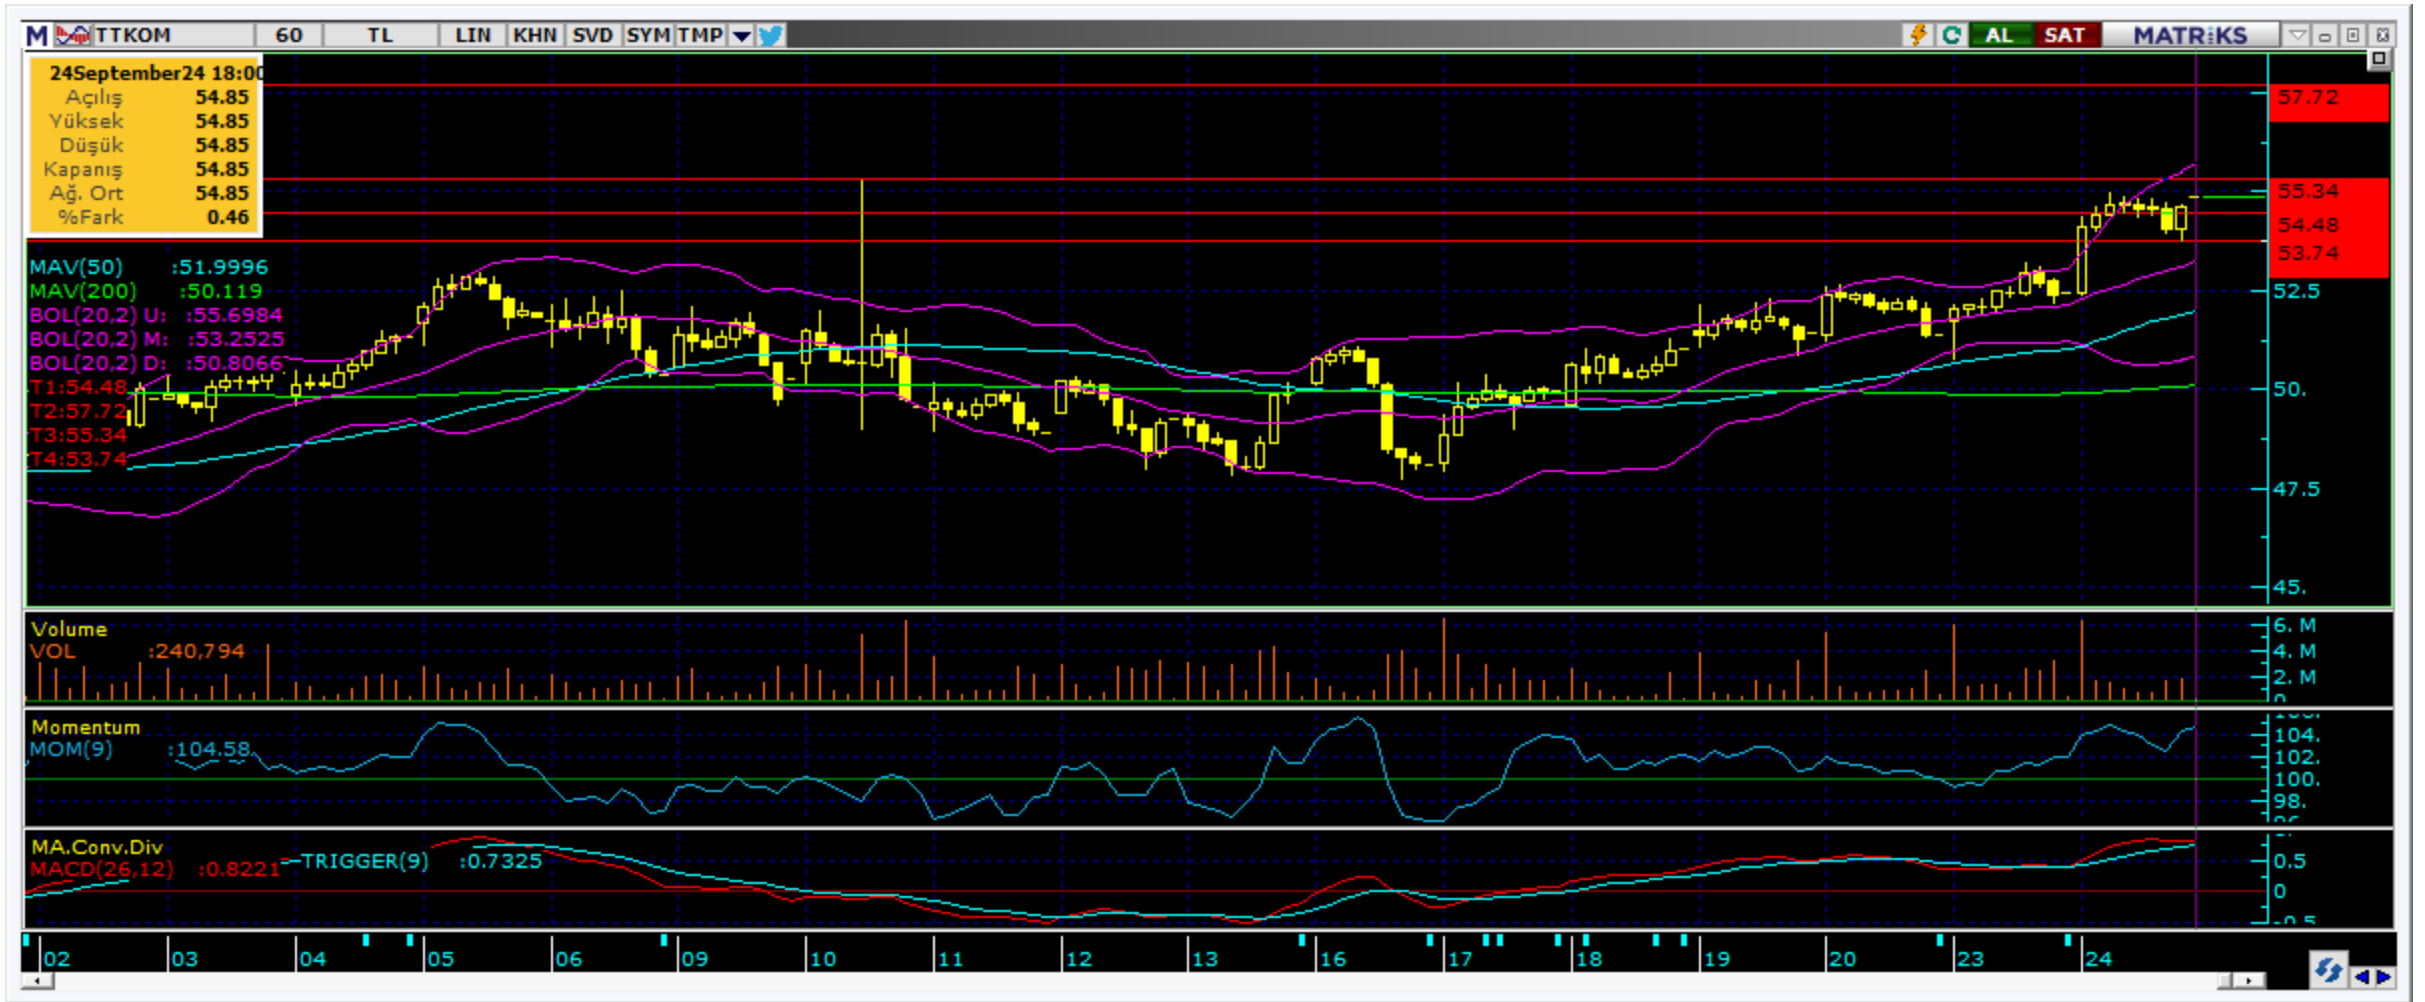 M TTKOM 60 TL LIN KHN SVD SYM TMP AL SAT MATRiKS
24September24 18:00
Açılış 54.85
Yüksek 54.85
Düşük 54.85
Kapanış 54.85
Ağ. Ort 54.85
%Fark 0.46
MAV(50) :51.9996
MAV(200) :50.119
BOL(20,2) U: :55.6984
BOL(20,2) M: :53.2525
BOL(20,2) D: :50.8066
T1:54.48
T2:57.72
T3:55.34
T4:53.74
57.72
55.34
54.48
53.74
52.5
50.
47.5
45.
Volume
VOL :240,794
6. M
4. M
2. M
0
Momentum
MOM(9) :104.58
104.
102.
100.
98.
MA.Conv.Div
MACD(26,12) :0.8221 TRIGGER(9) :0.7325
0.5
0
-0.5
02 03 04 05 06 09 10 11 12 13 16 17 18 19 20 23 24